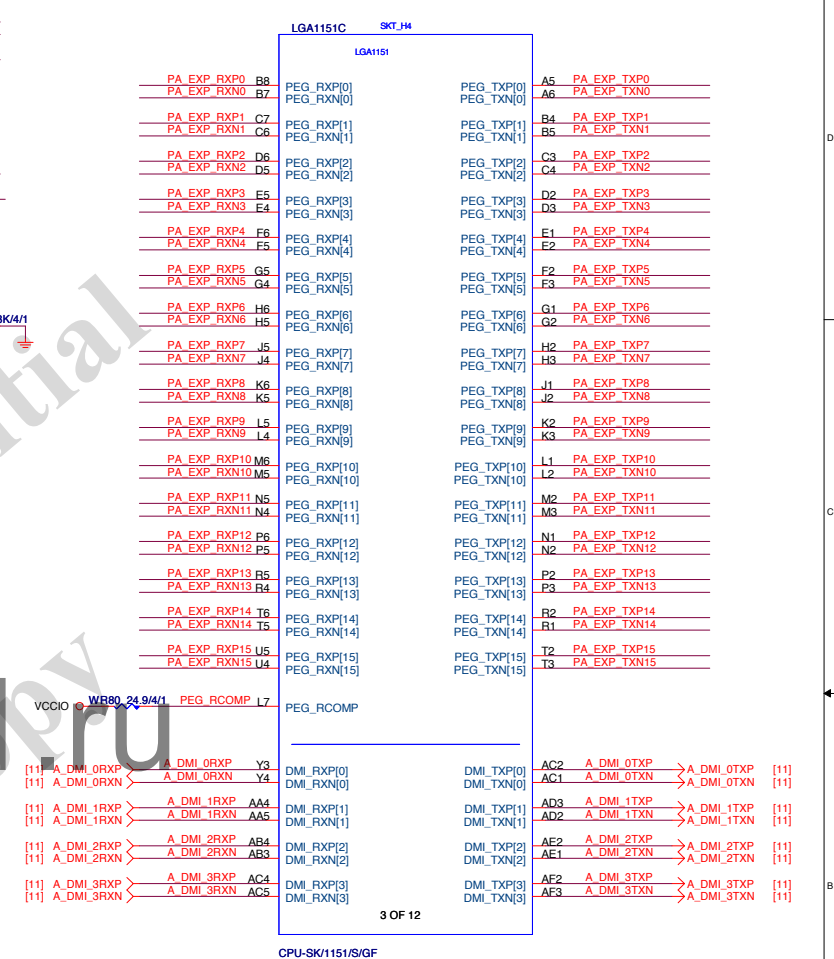 LGA1151C SKT_H4
LGA1151
PA_EXP_RXP0 B8 PEG_RXP[0] PEG_TXP[0] A5 PA_EXP_TXP0
PA_EXP_RXN0 B7 PEG_RXN[0] PEG_TXN[0] A6 PA_EXP_TXN0
PA_EXP_RXP1 C7 PEG_RXP[1] PEG_TXP[1] B4 PA_EXP_TXP1
PA_EXP_RXN1 C6 PEG_RXN[1] PEG_TXN[1] B5 PA_EXP_TXN1
D
PA_EXP_RXP2 D6 PEG_RXP[2] PEG_TXP[2] C3 PA_EXP_TXP2
PA_EXP_RXN2 D5 PEG_RXN[2] PEG_TXN[2] C4 PA_EXP_TXN2
PA_EXP_RXP3 E5 PEG_RXP[3] PEG_TXP[3] D2 PA_EXP_TXP3
PA_EXP_RXN3 E4 PEG_RXN[3] PEG_TXN[3] D3 PA_EXP_TXN3
PA_EXP_RXP4 F6 PEG_RXP[4] PEG_TXP[4] E1 PA_EXP_TXP4
PA_EXP_RXN4 F5 PEG_RXN[4] PEG_TXN[4] E2 PA_EXP_TXN4
PA_EXP_RXP5 G5 PEG_RXP[5] PEG_TXP[5] F2 PA_EXP_TXP5
PA_EXP_RXN5 G4 PEG_RXN[5] PEG_TXN[5] F3 PA_EXP_TXN5
PA_EXP_RXP6 H6 PEG_RXP[6] PEG_TXP[6] G1 PA_EXP_TXP6
PA_EXP_RXN6 H5 PEG_RXN[6] PEG_TXN[6] G2 PA_EXP_TXN6
K/4/1
PA_EXP_RXP7 J5 PEG_RXP[7] PEG_TXP[7] H2 PA_EXP_TXP7
PA_EXP_RXN7 J4 PEG_RXN[7] PEG_TXN[7] H3 PA_EXP_TXN7
PA_EXP_RXP8 K6 PEG_RXP[8] PEG_TXP[8] J1 PA_EXP_TXP8
PA_EXP_RXN8 K5 PEG_RXN[8] PEG_TXN[8] J2 PA_EXP_TXN8
PA_EXP_RXP9 L5 PEG_RXP[9] PEG_TXP[9] K2 PA_EXP_TXP9
PA_EXP_RXN9 L4 PEG_RXN[9] PEG_TXN[9] K3 PA_EXP_TXN9
PA_EXP_RXP10 M6 PEG_RXP[10] PEG_TXP[10] L1 PA_EXP_TXP10
PA_EXP_RXN10 M5 PEG_RXN[10] PEG_TXN[10] L2 PA_EXP_TXN10
PA_EXP_RXP11 N5 PEG_RXP[11] PEG_TXP[11] M2 PA_EXP_TXP11
PA_EXP_RXN11 N4 PEG_RXN[11] PEG_TXN[11] M3 PA_EXP_TXN11
C
PA_EXP_RXP12 P6 PEG_RXP[12] PEG_TXP[12] N1 PA_EXP_TXP12
PA_EXP_RXN12 P5 PEG_RXN[12] PEG_TXN[12] N2 PA_EXP_TXN12
PA_EXP_RXP13 R5 PEG_RXP[13] PEG_TXP[13] P2 PA_EXP_TXP13
PA_EXP_RXN13 R4 PEG_RXN[13] PEG_TXN[13] P3 PA_EXP_TXN13
PA_EXP_RXP14 T6 PEG_RXP[14] PEG_TXP[14] R2 PA_EXP_TXP14
PA_EXP_RXN14 T5 PEG_RXN[14] PEG_TXN[14] R1 PA_EXP_TXN14
PA_EXP_RXP15 U5 PEG_RXP[15] PEG_TXP[15] T2 PA_EXP_TXP15
PA_EXP_RXN15 U4 PEG_RXN[15] PEG_TXN[15] T3 PA_EXP_TXN15
VCCIO WR80 24.9/4/1 PEG_RCOMP L7 PEG_RCOMP
.ru
[11] A_DMI_0RXP A_DMI_0RXP Y3 DMI_RXP[0] DMI_TXP[0] AC2 A_DMI_0TXP A_DMI_0TXP [11]
[11] A_DMI_0RXN A_DMI_0RXN Y4 DMI_RXN[0] DMI_TXN[0] AC1 A_DMI_0TXN A_DMI_0TXN [11]
[11] A_DMI_1RXP A_DMI_1RXP AA4 DMI_RXP[1] DMI_TXP[1] AD3 A_DMI_1TXP A_DMI_1TXP [11]
[11] A_DMI_1RXN A_DMI_1RXN AA5 DMI_RXN[1] DMI_TXN[1] AD2 A_DMI_1TXN A_DMI_1TXN [11]
[11] A_DMI_2RXP A_DMI_2RXP AB4 DMI_RXP[2] DMI_TXP[2] AE2 A_DMI_2TXP A_DMI_2TXP [11]
[11] A_DMI_2RXN A_DMI_2RXN AB3 DMI_RXN[2] DMI_TXN[2] AE1 A_DMI_2TXN A_DMI_2TXN [11]
[11] A_DMI_3RXP A_DMI_3RXP AC4 DMI_RXP[3] DMI_TXP[3] AF2 A_DMI_3TXP A_DMI_3TXP [11]
[11] A_DMI_3RXN A_DMI_3RXN AC5 DMI_RXN[3] DMI_TXN[3] AF3 A_DMI_3TXN A_DMI_3TXN [11]
B
3 OF 12
CPU-SK/1151/S/GF